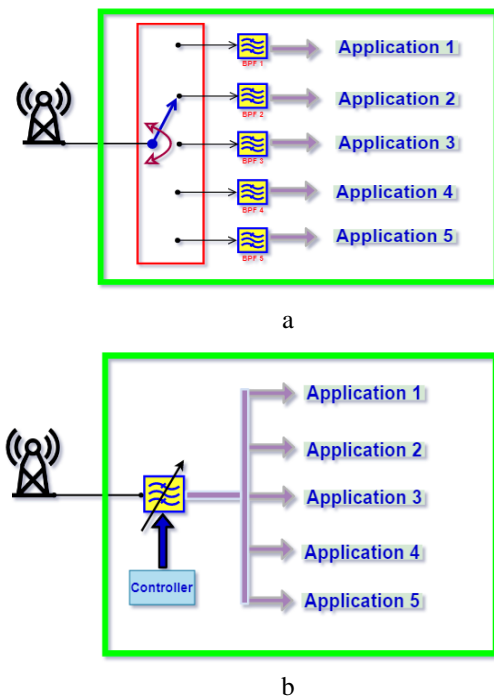 Application 1
BPF 1
Application 2
BPF 2
Application 3
BPF 3
Application 4
BPF 4
Application 5
BPF 5
a
Application 1
Application 2
Application 3
Application 4
Controller
Application 5
b